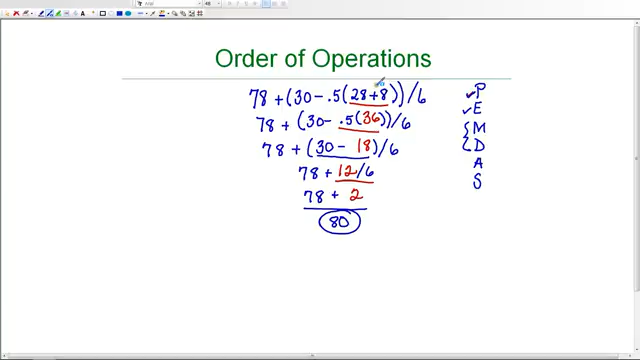 Order of Operations
78 + (30 - .5(28+8))/6
78 + (30 - .5(36))/6
78 + (30 - 18)/6
78 + 12/6
78 + 2
80
P
E
M
D
A
S